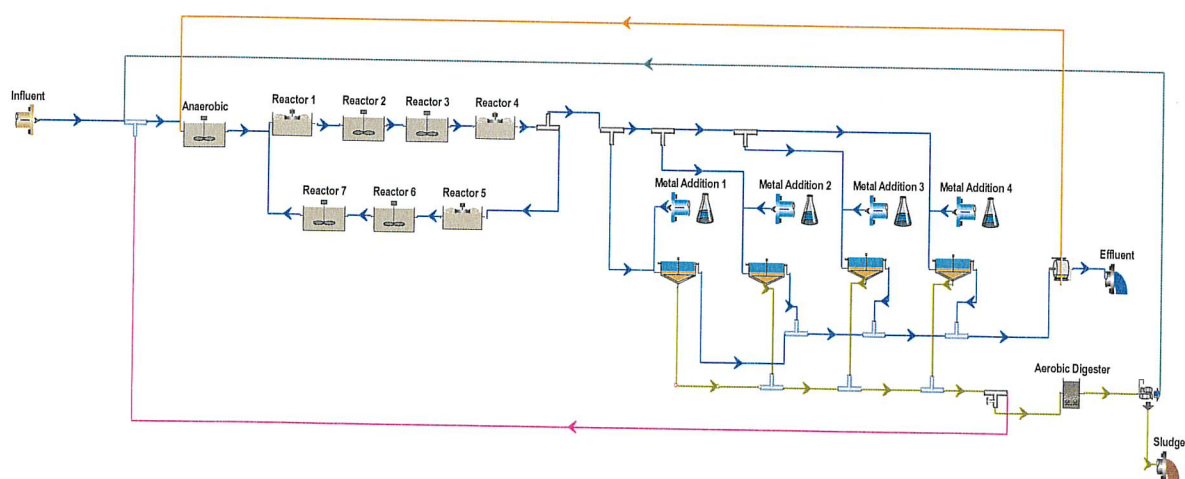 Influent
Anaerobic
Reactor 1
Reactor 2
Reactor 3
Reactor 4
Reactor 7
Reactor 6
Reactor 5
Metal Addition 1
Metal Addition 2
Metal Addition 3
Metal Addition 4
Effluent
Aerobic Digester
Sludge